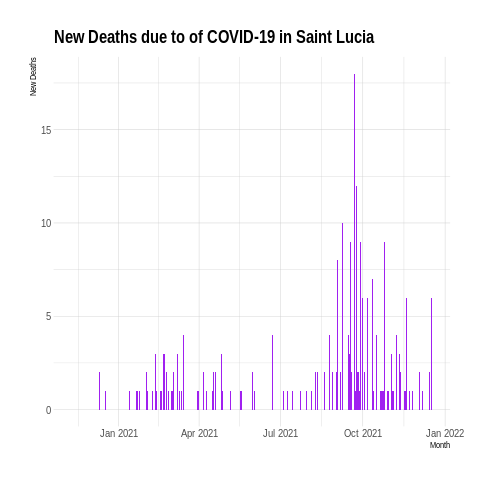 New Deaths due to of COVID-19 in Saint Lucia
New Deaths
15
10
5
0
Jan 2021 Apr 2021 Jul 2021 Oct 2021 Jan 2022
Month